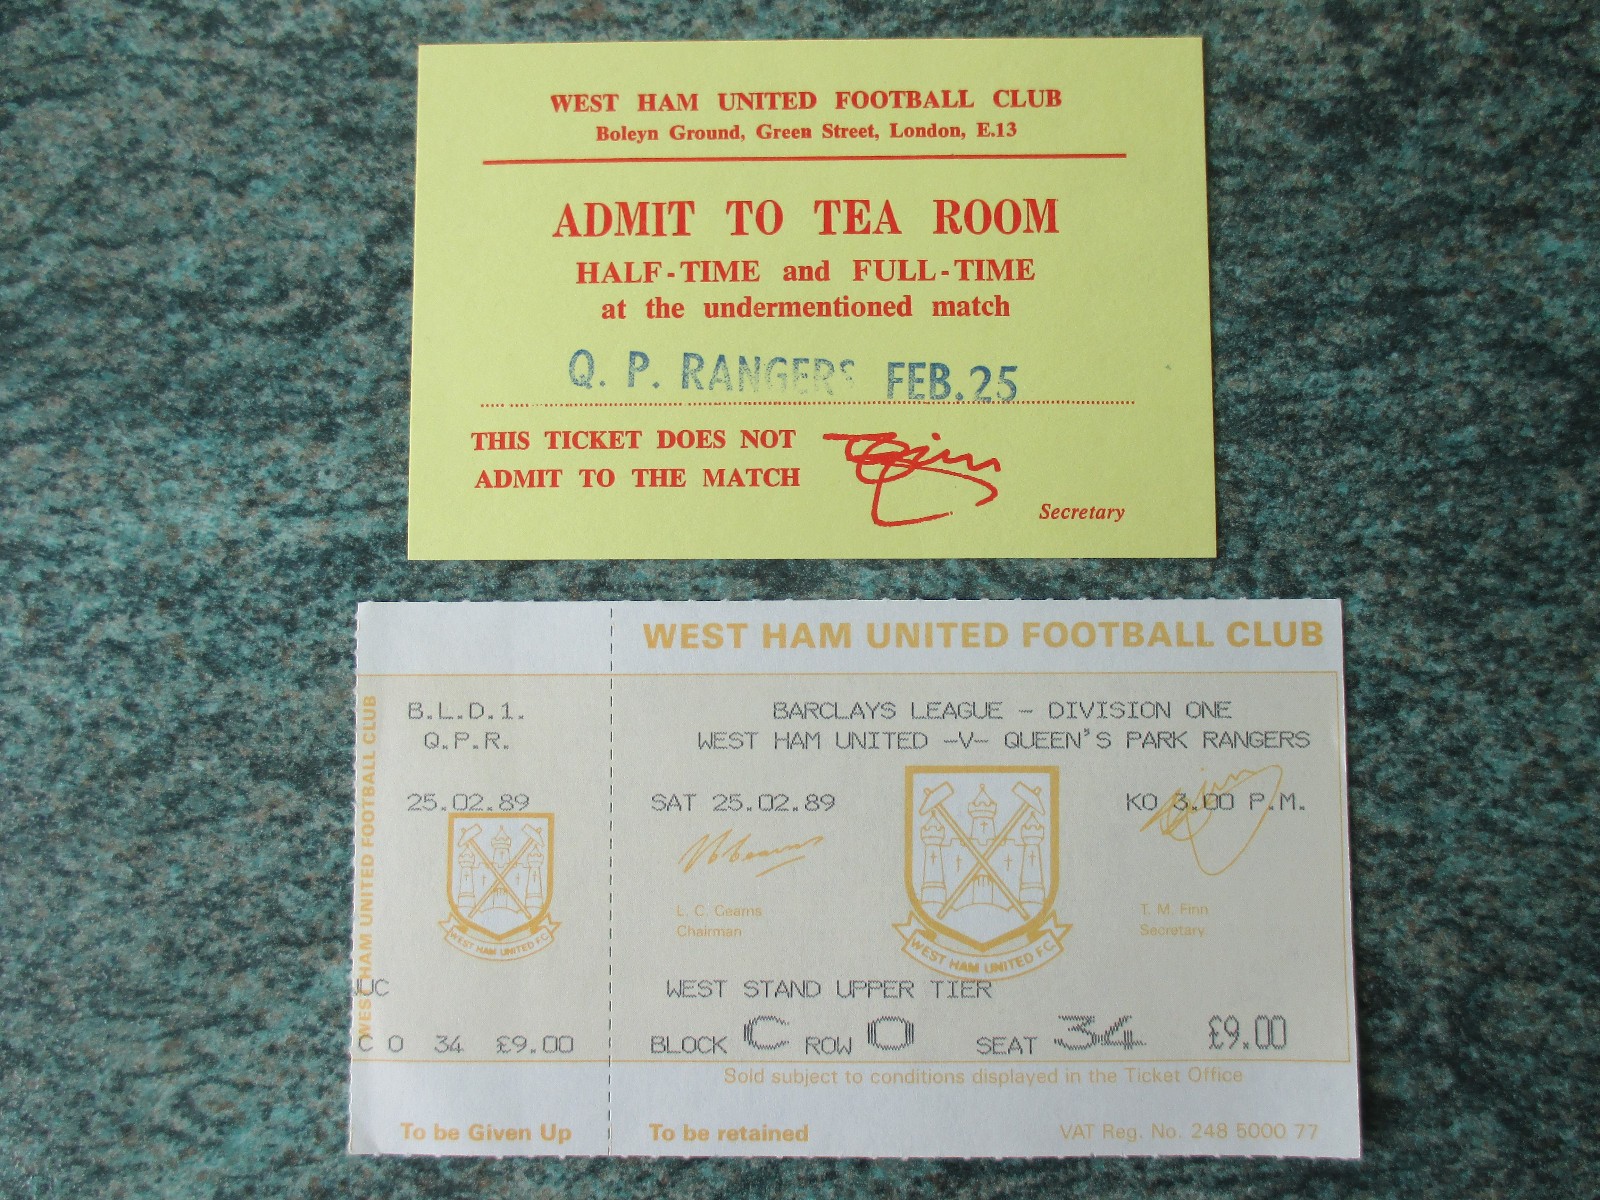 WEST HAM UNITED FOOTBALL CLUB
Boleyn Ground, Green Street, London, E.13
ADMIT TO TEA ROOM
HALF-TIME and FULL-TIME
at the undermentioned match
Q. P. RANGERS FEB. 25
THIS TICKET DOES NOT
ADMIT TO THE MATCH
Secretary
WEST HAM UNITED FOOTBALL CLUB
B.L.D.1.
Q.P.R.
25.02.89
WEST HAM UNITED FC.
C O 34 £9.00
To be Given Up
WEST HAM UNITED FOOTBALL CLUB
BARCLAYS LEAGUE - DIVISION ONE
WEST HAM UNITED -V- QUEEN'S PARK RANGERS
SAT 25.02.89 KO 3.00 P.M.
L. C. Cearns
Chairman
WEST HAM UNITED F.C.
T. M. Finn
Secretary
WEST STAND UPPER TIER
BLOCK C ROW O SEAT 34 £9.00
Sold subject to conditions displayed in the Ticket Office
To be retained
VAT Reg. No. 248 5000 77